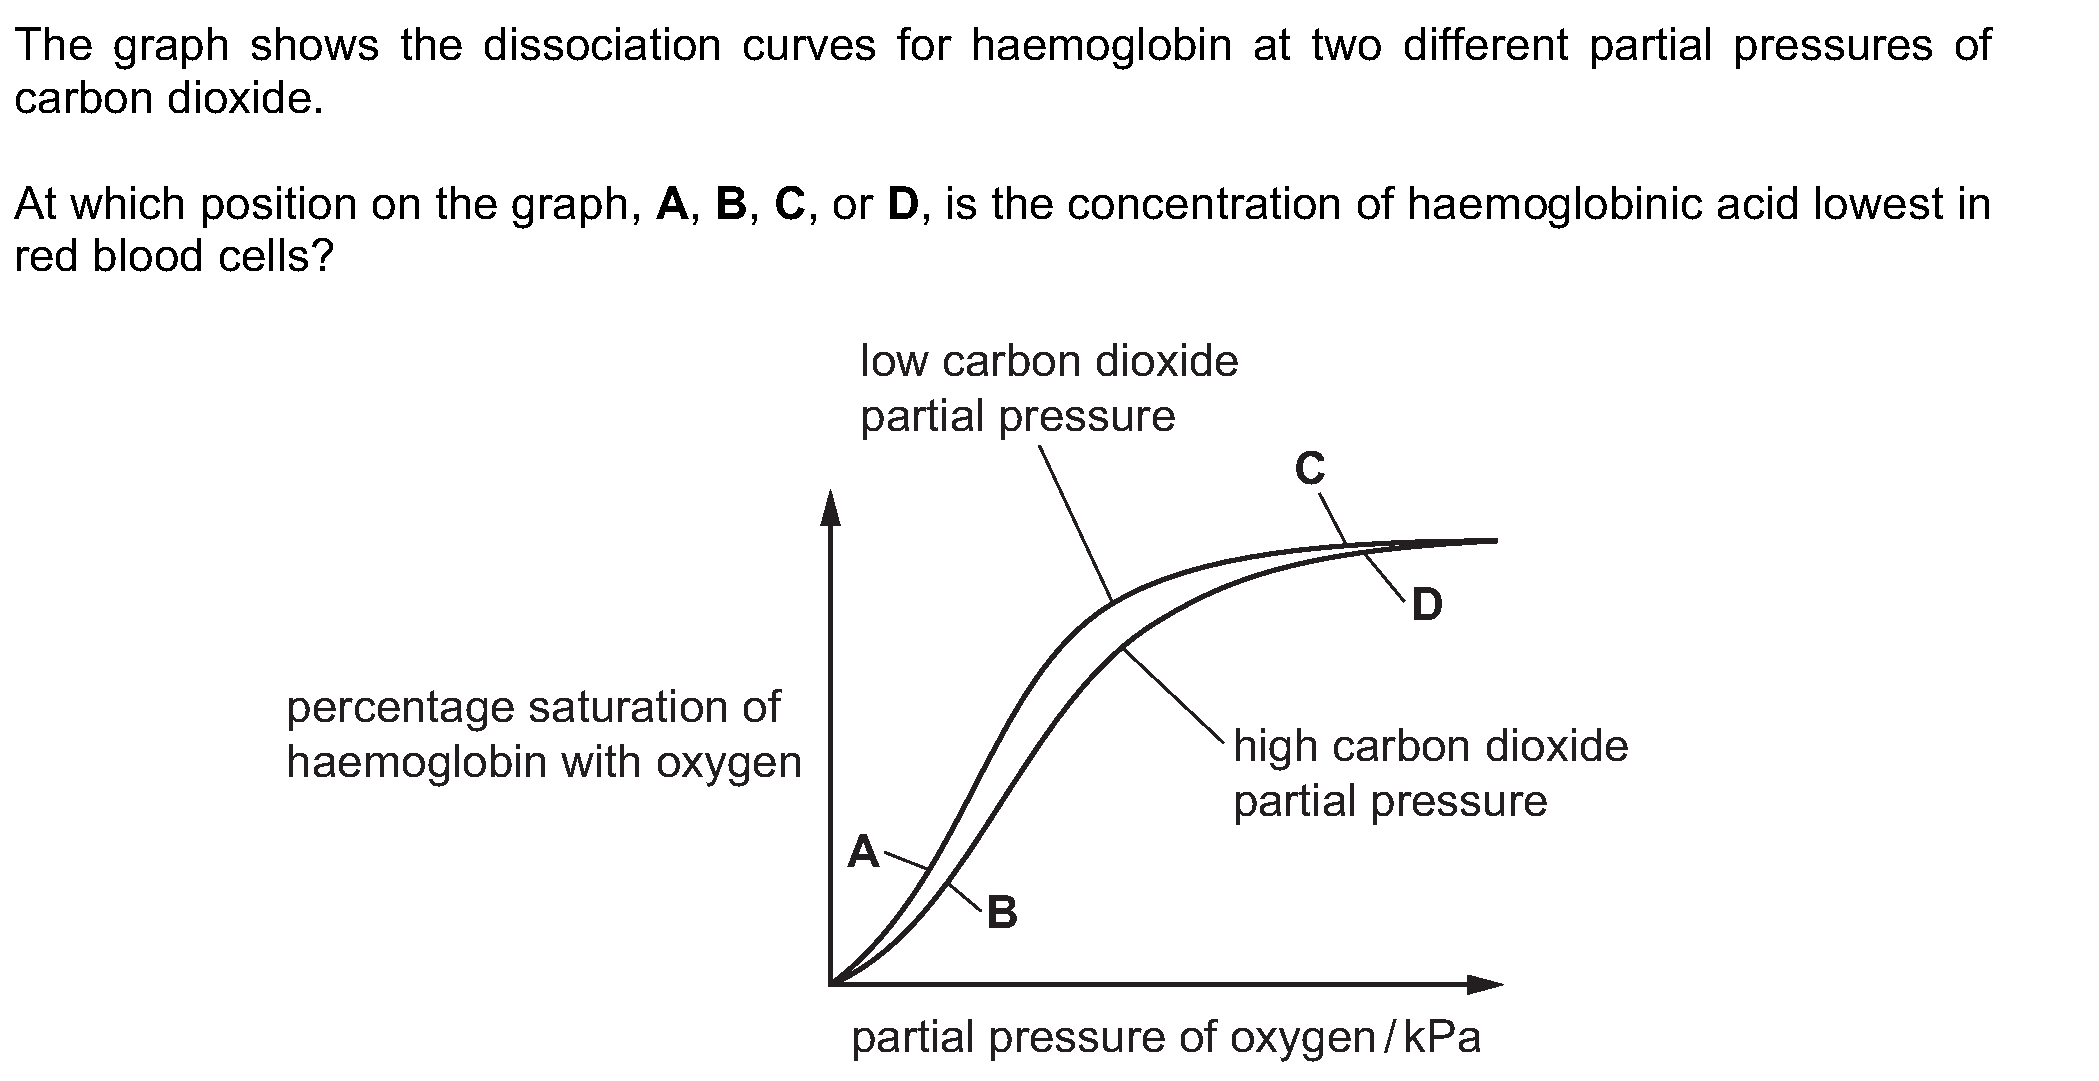 The graph shows the dissociation curves for haemoglobin at two different partial pressures of
carbon dioxide.
At which position on the graph, A, B, C, or D, is the concentration of haemoglobinic acid lowest in
red blood cells?
low carbon dioxide
partial pressure
C
D
percentage saturation of
haemoglobin with oxygen
high carbon dioxide
partial pressure
A
B
partial pressure of oxygen / kPa